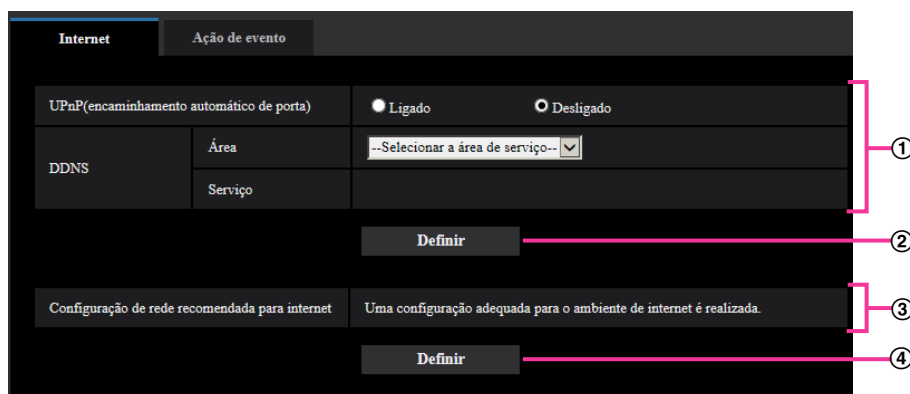 Internet
Ação de evento
UPnP(encaminhamento automático de porta)
Ligado
Desligado
DDNS
Área
--Selecionar a área de serviço--
Serviço
①
Definir
②
Configuração de rede recomendada para internet
Uma configuração adequada para o ambiente de internet é realizada.
③
Definir
④